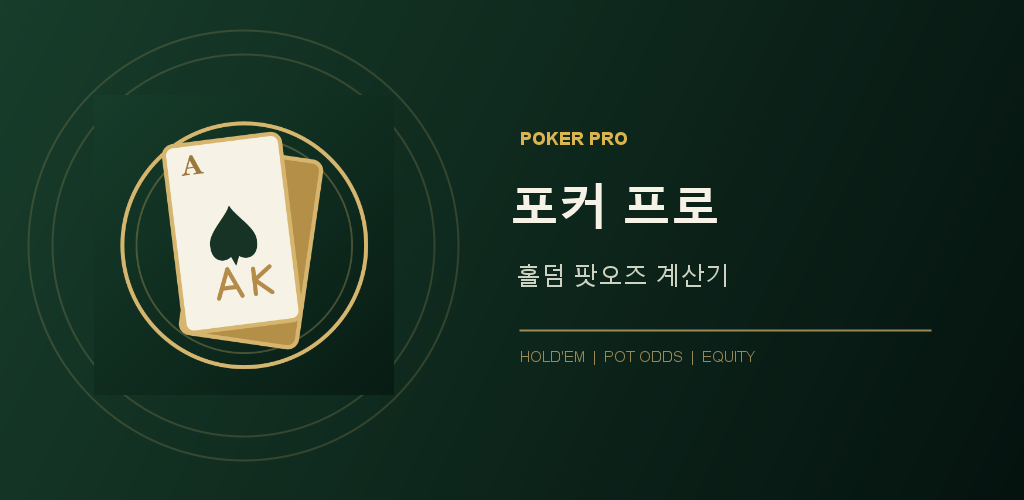 A
AK
POKER PRO
포커 프로
홀덤 팟오즈 계산기
HOLD'EM | POT ODDS | EQUITY